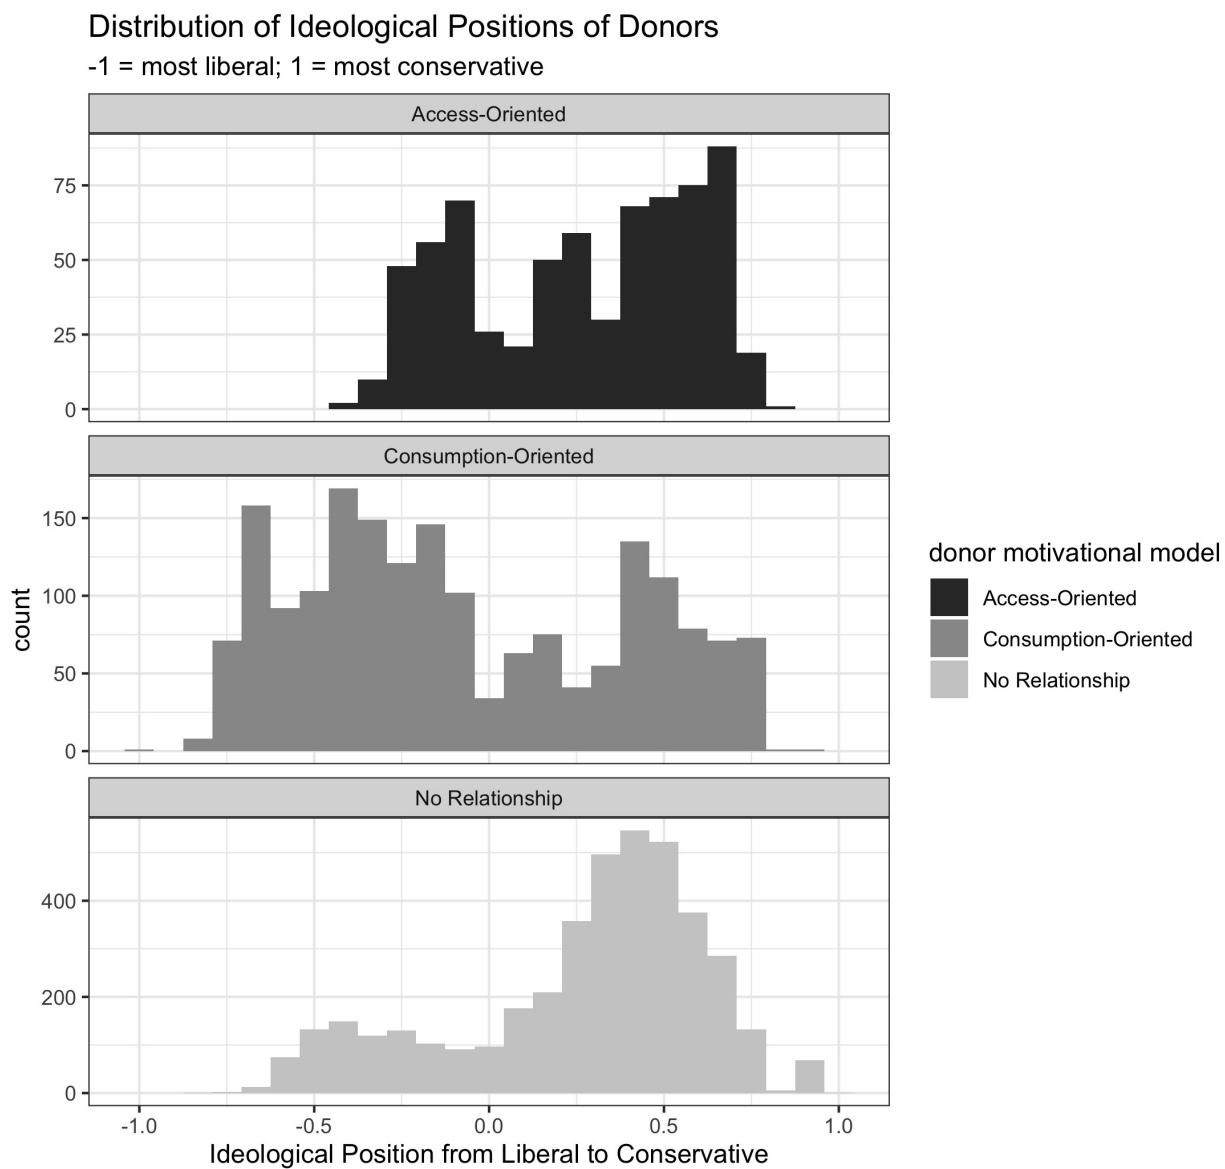 Distribution of Ideological Positions of Donors
-1 = most liberal; 1 = most conservative
Access-Oriented
75
50
25
0
Consumption-Oriented
150
100
50
0
count
No Relationship
400
200
0
-1.0 -0.5 0.0 0.5 1.0
Ideological Position from Liberal to Conservative
donor motivational model
Access-Oriented
Consumption-Oriented
No Relationship